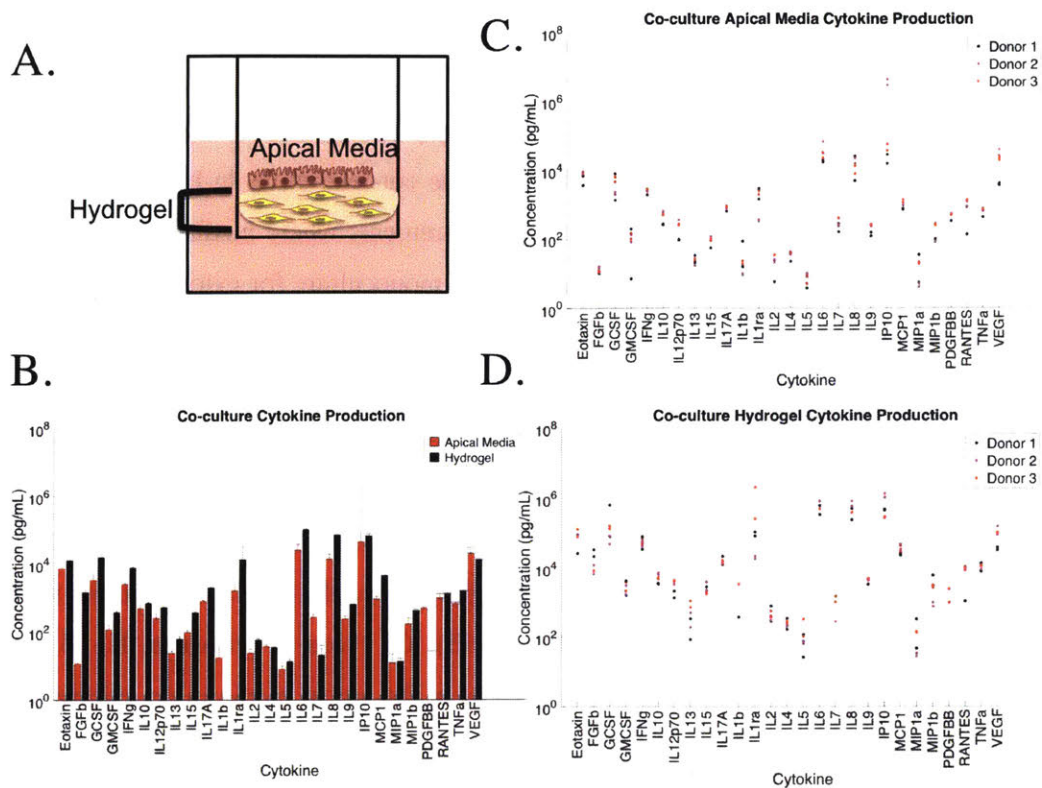 A.
Apical Media
Hydrogel
B.
Co-culture Cytokine Production
Apical Media
Hydrogel
Concentration (pg/mL)
10^8
10^6
10^4
10^2
10^0
Eotaxin
FGFb
GCSF
GMCSF
IFNg
IL10
IL12p70
IL13
IL15
IL17A
IL1b
IL1ra
IL2
IL4
IL5
IL6
IL7
IL8
IL9
IP10
MCP1
MIP1a
MIP1b
PDGFBB
RANTES
TNFa
VEGF
Cytokine
C.
Co-culture Apical Media Cytokine Production
Donor 1
Donor 2
Donor 3
Concentration (pg/mL)
10^8
10^6
10^4
10^2
10^0
Eotaxin
FGFb
GCSF
GMCSF
IFNg
IL10
IL12p70
IL13
IL15
IL17A
IL1b
IL1ra
IL2
IL4
IL5
IL6
IL7
IL8
IL9
IP10
MCP1
MIP1a
MIP1b
PDGFBB
RANTES
TNFa
VEGF
Cytokine
D.
Co-culture Hydrogel Cytokine Production
Donor 1
Donor 2
Donor 3
Concentration (pg/mL)
10^8
10^6
10^4
10^2
10^0
Eotaxin
FGFb
GCSF
GMCSF
IFNg
IL10
IL12p70
IL13
IL15
IL17A
IL1b
IL1ra
IL2
IL4
IL5
IL6
IL7
IL8
IL9
IP10
MCP1
MIP1a
MIP1b
PDGFBB
RANTES
TNFa
VEGF
Cytokine